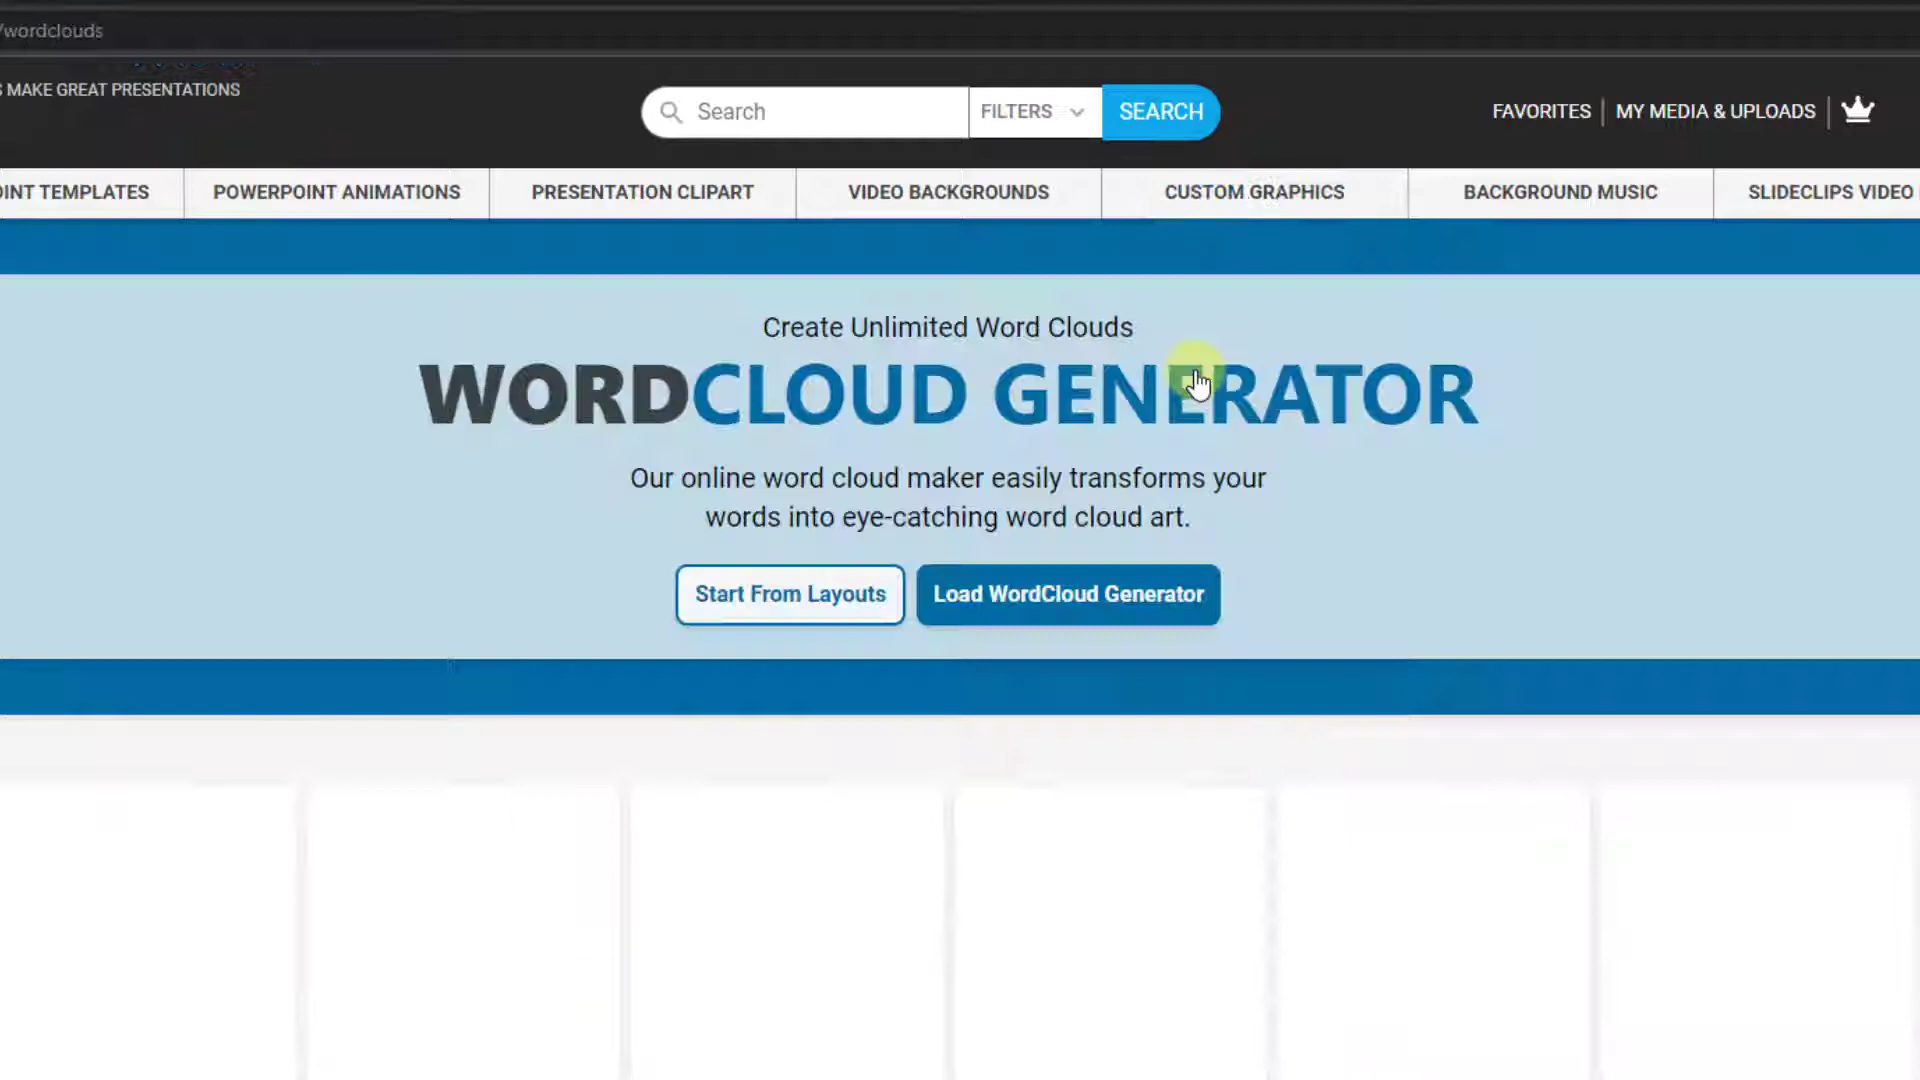 /wordclouds
MAKE GREAT PRESENTATIONS
Search
FILTERS
SEARCH
FAVORITES
MY MEDIA & UPLOADS
TEMPLATES
POWERPOINT ANIMATIONS
PRESENTATION CLIPART
VIDEO BACKGROUNDS
CUSTOM GRAPHICS
BACKGROUND MUSIC
SLIDECLIPS VIDEO
Create Unlimited Word Clouds
WORDCLOUD GENERATOR
Our online word cloud maker easily transforms your
words into eye-catching word cloud art.
Start From Layouts
Load WordCloud Generator